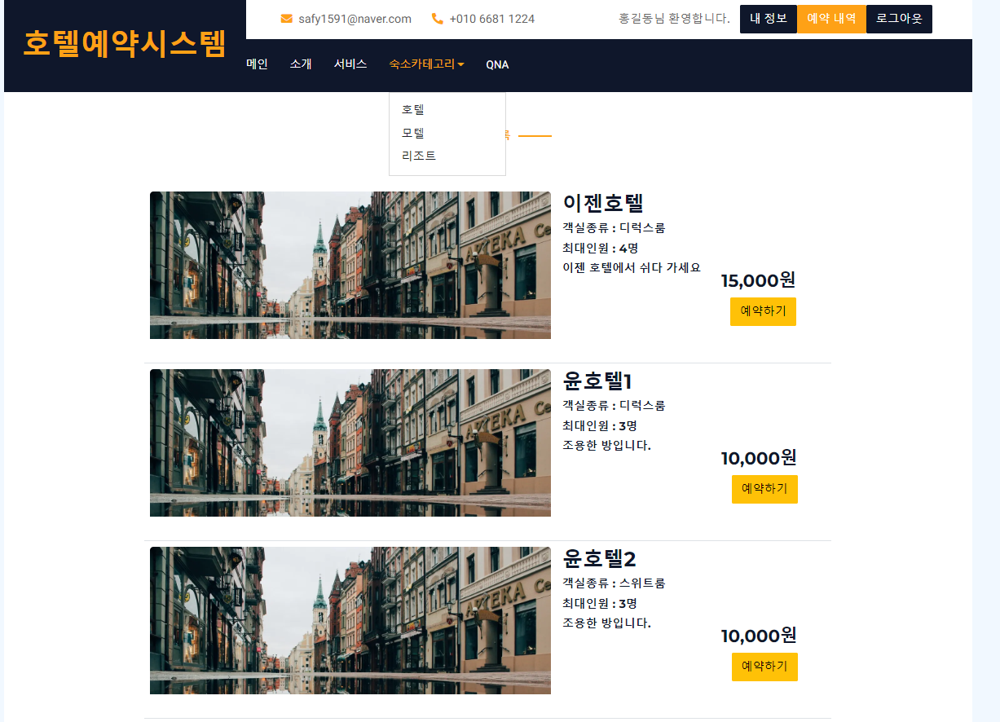 호텔예약시스템
safy1591@naver.com
+010 6681 1224
홍길동님 환영합니다.
내 정보
예약 내역
로그아웃
메인
소개
서비스
숙소카테고리
QNA
호텔
모텔
리조트
이젠호텔
객실종류 : 디럭스룸
최대인원 : 4명
이젠 호텔에서 쉬다 가세요
15,000원
예약하기
APTEKA Ce
윤호텔1
객실종류 : 디럭스룸
최대인원 : 3명
조용한 방입니다.
10,000원
예약하기
APTEKA Ce
윤호텔2
객실종류 : 스위트룸
최대인원 : 3명
조용한 방입니다.
10,000원
예약하기
APTEKA Ce